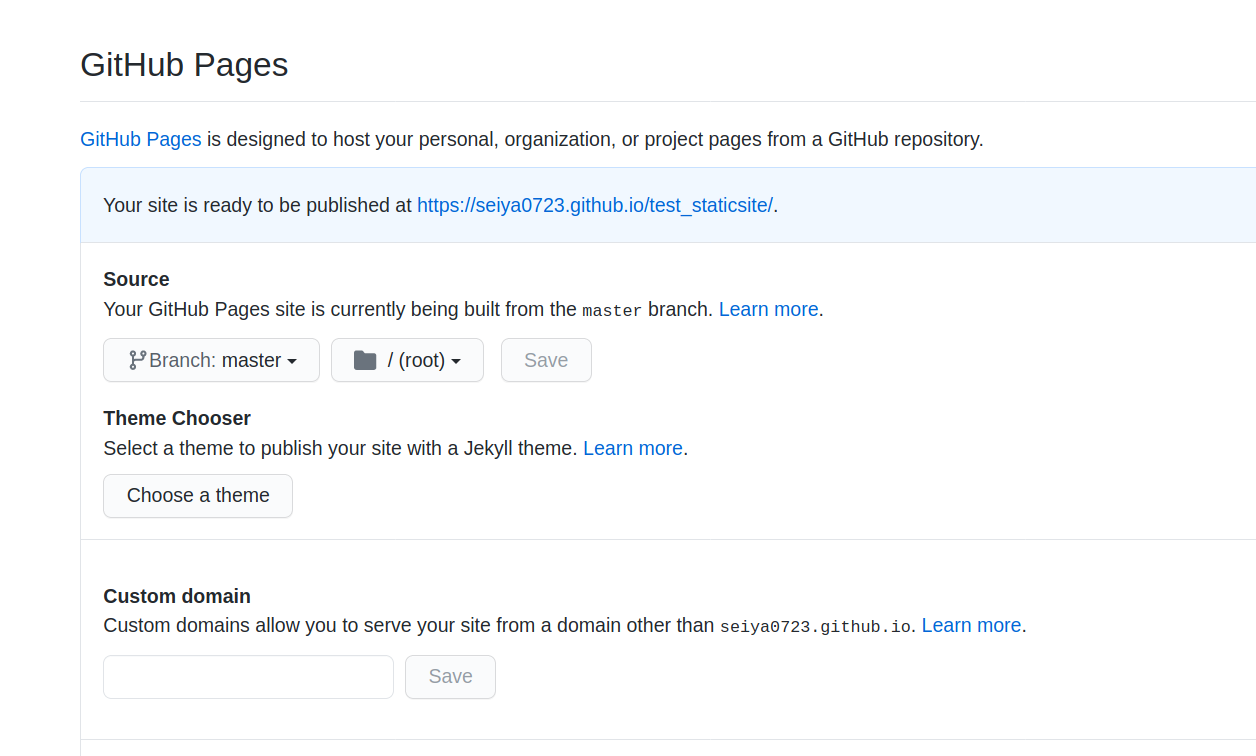 GitHub Pages
GitHub Pages is designed to host your personal, organization, or project pages from a GitHub repository.
Your site is ready to be published at https://seiya0723.github.io/test_staticsite/.
Source
Your GitHub Pages site is currently being built from the master branch. Learn more.
Branch: master / (root) Save
Theme Chooser
Select a theme to publish your site with a Jekyll theme. Learn more.
Choose a theme
Custom domain
Custom domains allow you to serve your site from a domain other than seiya0723.github.io. Learn more.
Save